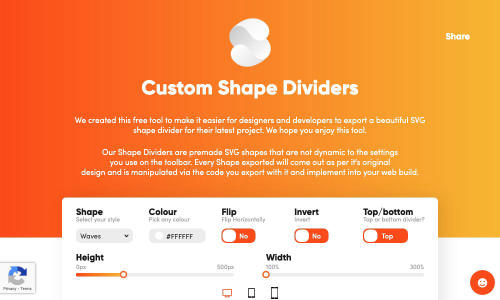 Share
Custom Shape Dividers
We created this free tool to make it easier for designers and developers to export a beautiful SVG
shape divider for their latest project. We hope you enjoy this tool.
Our Shape Dividers are premade SVG shapes that are not dynamic to the settings
you use on the toolbar. Every Shape exported will come out as per it's original
design and is manipulated via the code you export with it and implement into your web build.
Shape
Select your style
Waves
Colour
Pick any colour
#FFFFFF
Flip
Flip Horizontally
No
Invert
Invert
No
Top/bottom
Top or bottom divider?
Top
Height
0px 500px
Width
100% 300%
Privacy - Terms